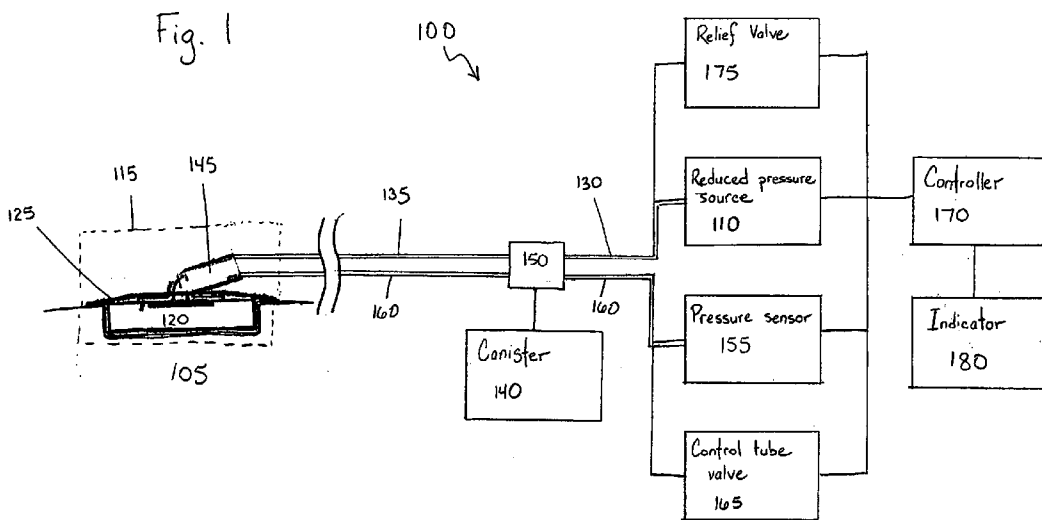 Fig. 1
100
Relief Valve
175
115
145
125
135
130
Reduced pressure
source
110
Controller
170
150
120
160
160
105
Canister
140
Pressure sensor
155
Indicator
180
Control tube
valve
165